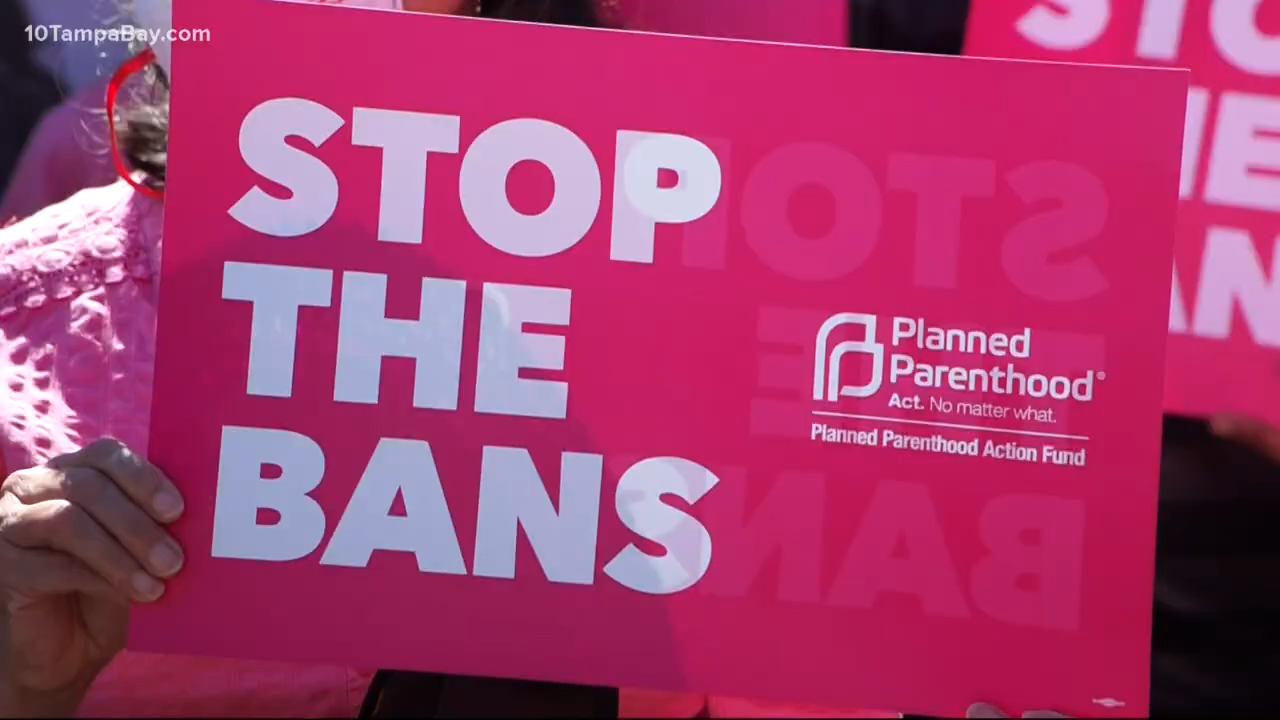 10TampaBay.com
STOP
THE
BANS
Planned
Parenthood®
Act. No matter what.
Planned Parenthood Action Fund